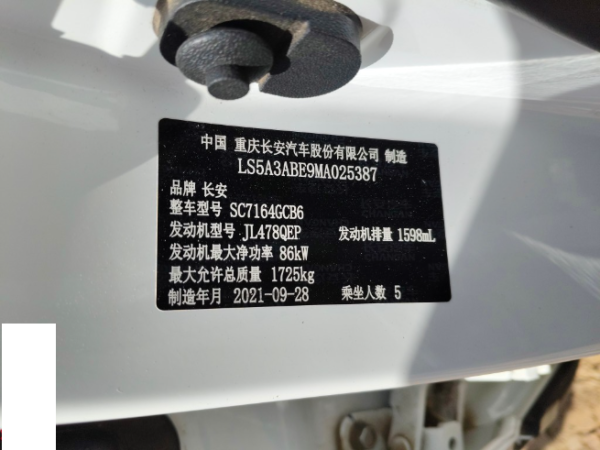 中国 重庆长安汽车股份有限公司 制造
LS5A3ABE9MA025387
品牌 长安
整车型号 SC7164GCB6
发动机型号 JL478QEP 发动机排量 1598mL
发动机最大净功率 86kW
最大允许总质量 1725kg
制造年月 2021-09-28 乘坐人数 5